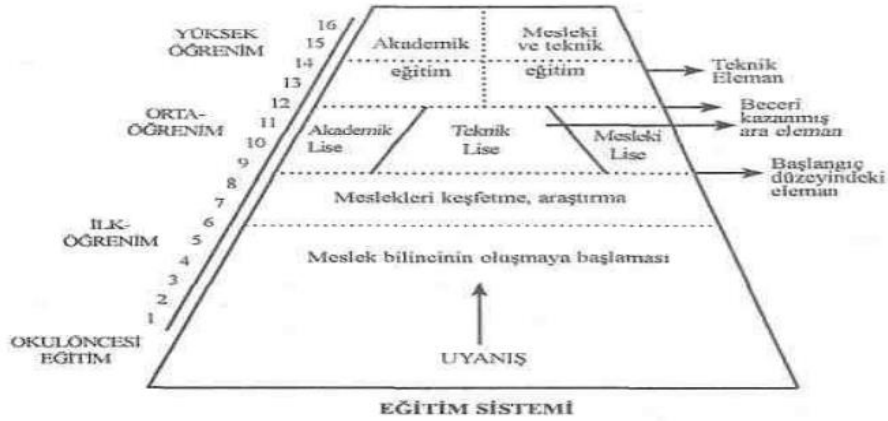 YÜKSEK
ÖĞRENİM
16
15
14
13
12
ORTA-
ÖĞRENİM
11
10
9
8
7
İLK-
ÖĞRENİM
6
5
4
3
2
1
OKULÖNCESİ
EĞİTİM
Akademik
eğitim
Mesleki
ve teknik
eğitim
Teknik
Eleman
Beceri
kazanmış
ara eleman
Akademik
Lise
Teknik
Lise
Mesleki
Lise
Başlangıç
düzeyindeki
eleman
Meslekleri keşfetme, araştırma
Meslek bilincinin oluşmaya başlaması
UYANIŞ
EĞİTİM SİSTEMİ